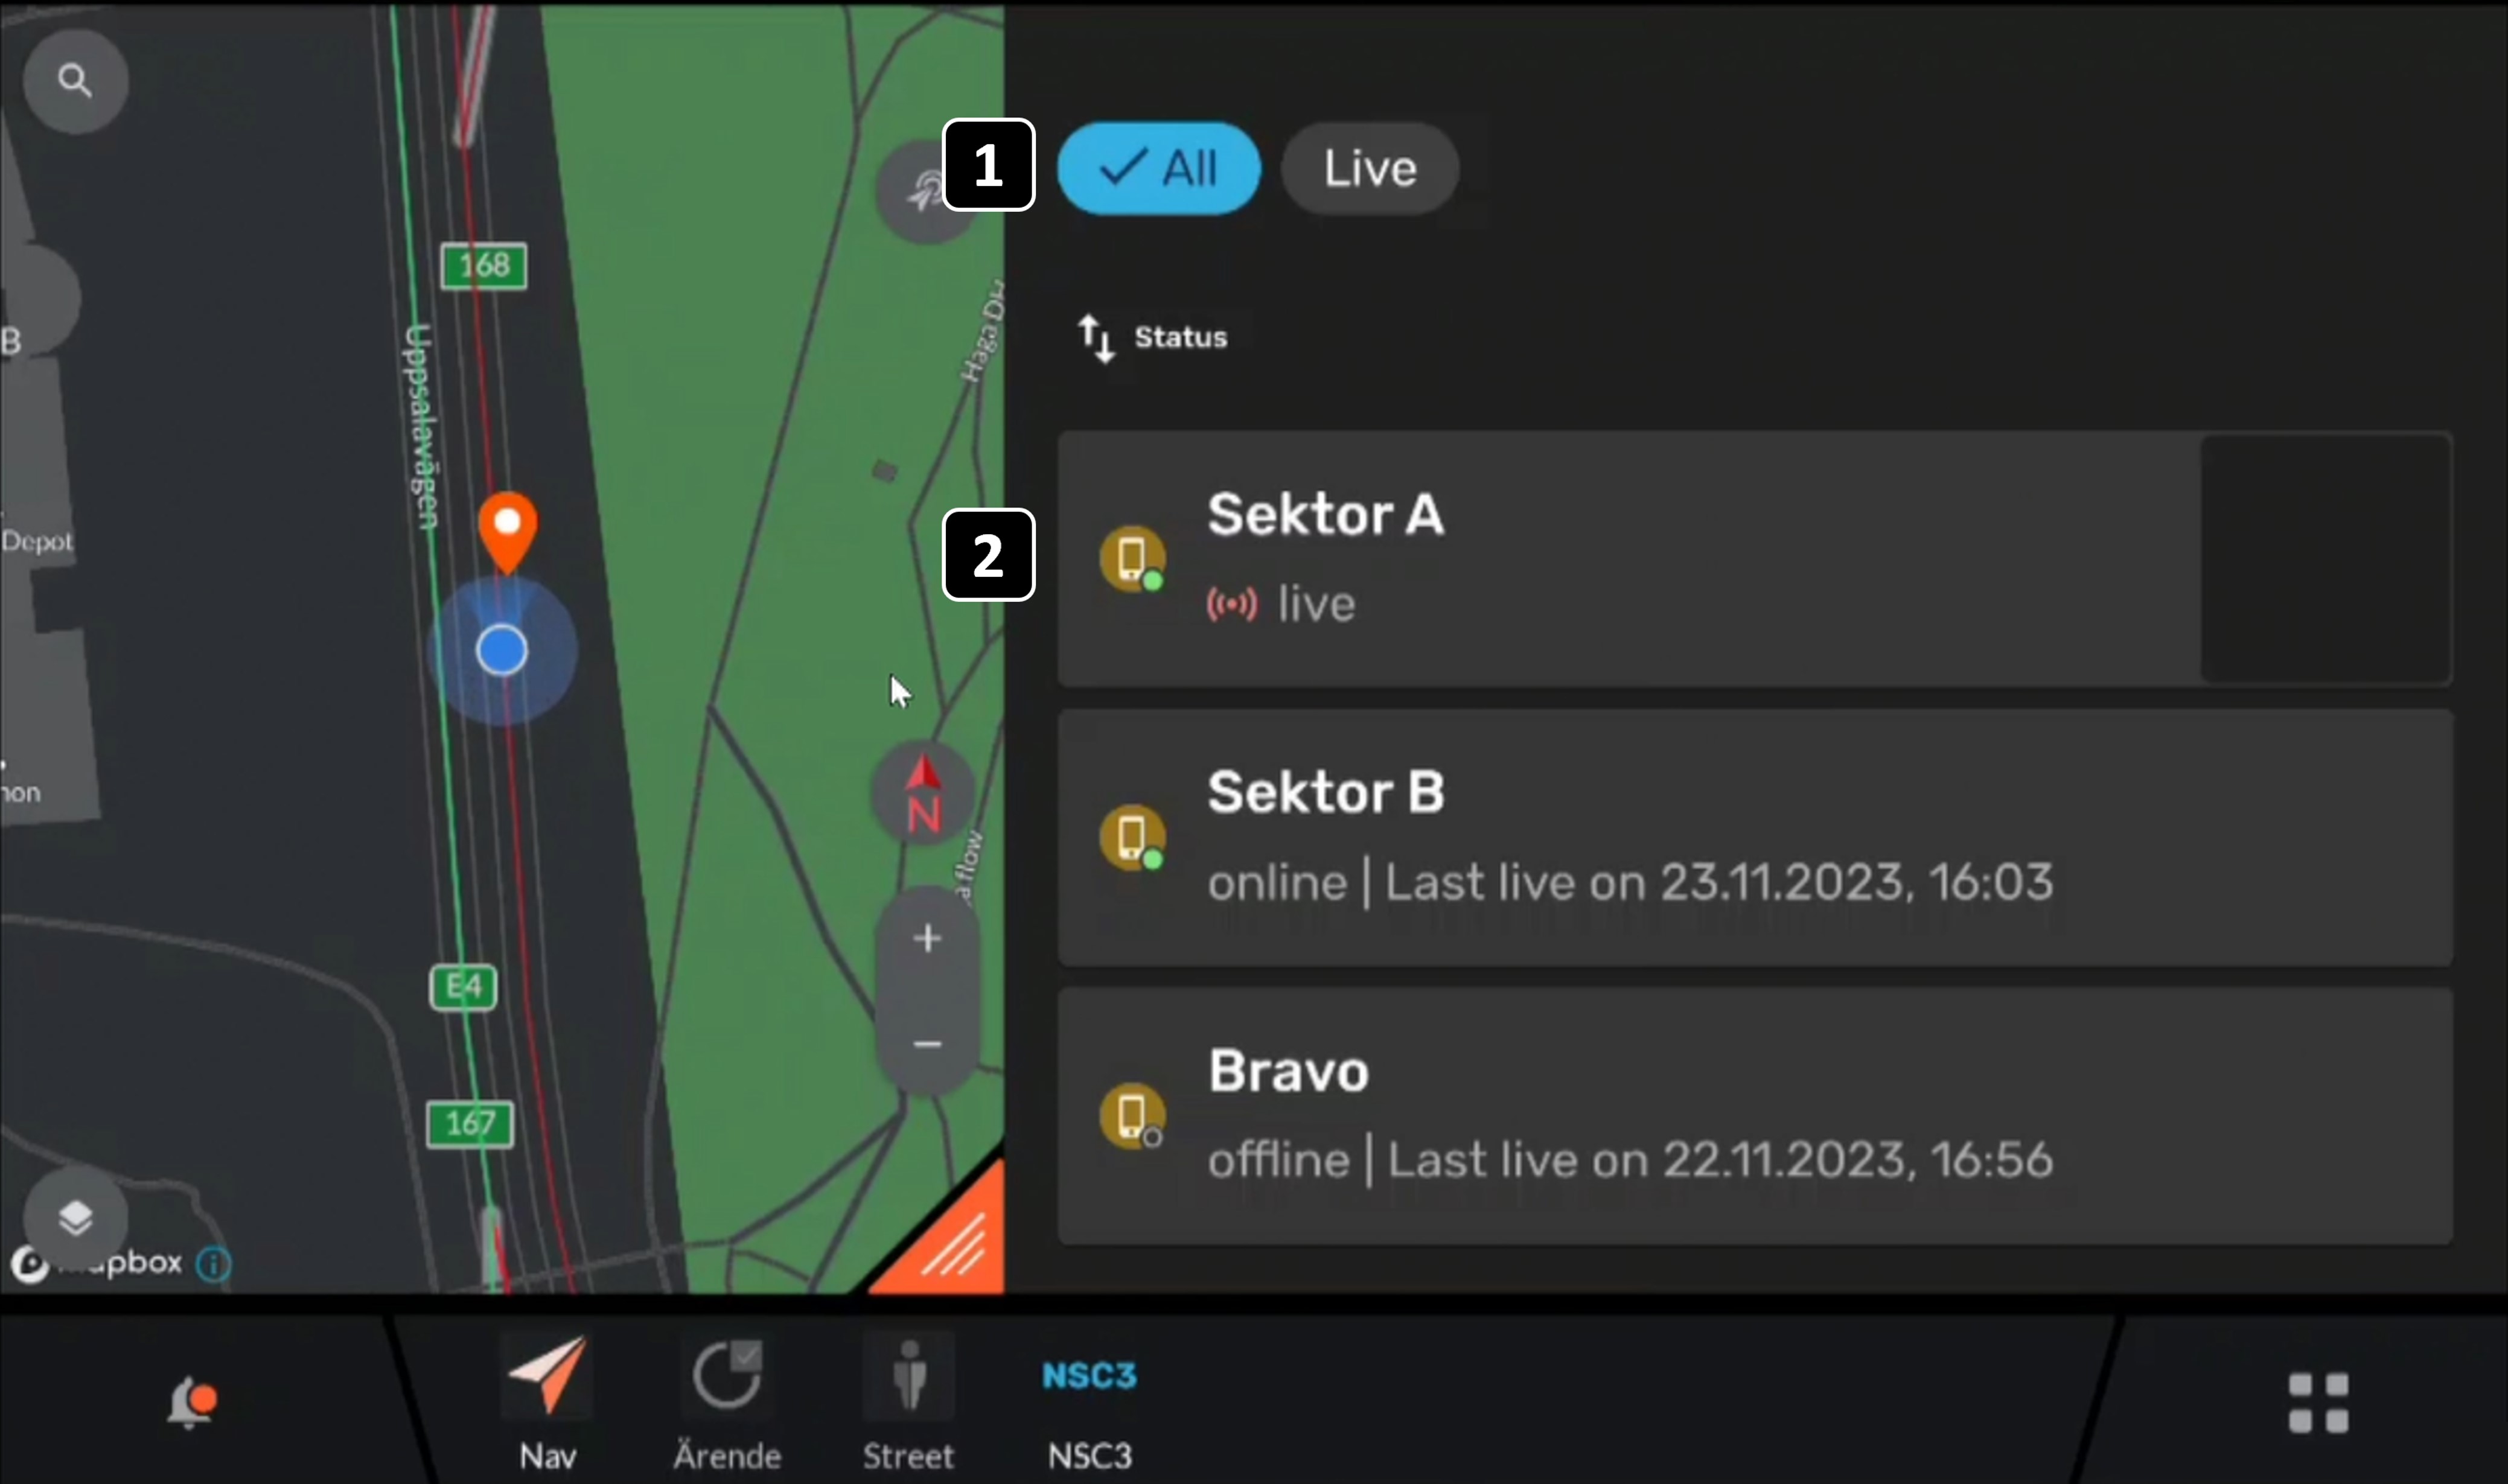 1
All
Live
168
Haga
Uppsalavägen
B
Status
Depot
2
Sektor A
live
Sektor B
online | Last live on 23.11.2023, 16:03
N
+
E4
−
Bravo
offline | Last live on 22.11.2023, 16:56
167
NSC3
Nav
Ärende
Street
NSC3